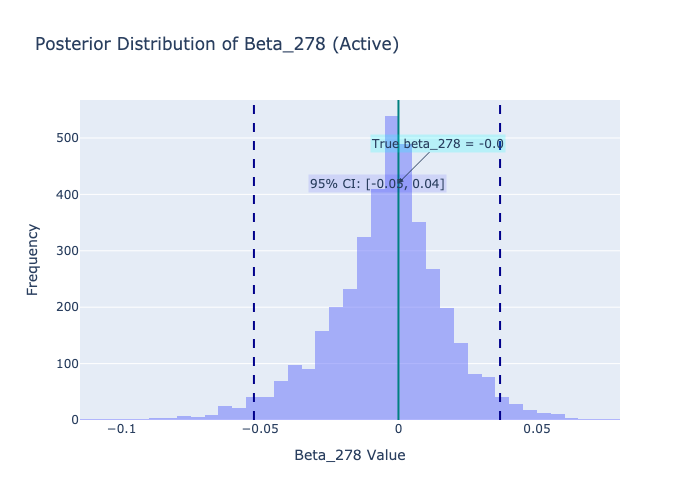 Posterior Distribution of Beta_278 (Active)
500
True beta_278 = -0.0
95% CI: [-0.05, 0.04]
400
300
200
100
0
Frequency
−0.1
−0.05
0
0.05
Beta_278 Value